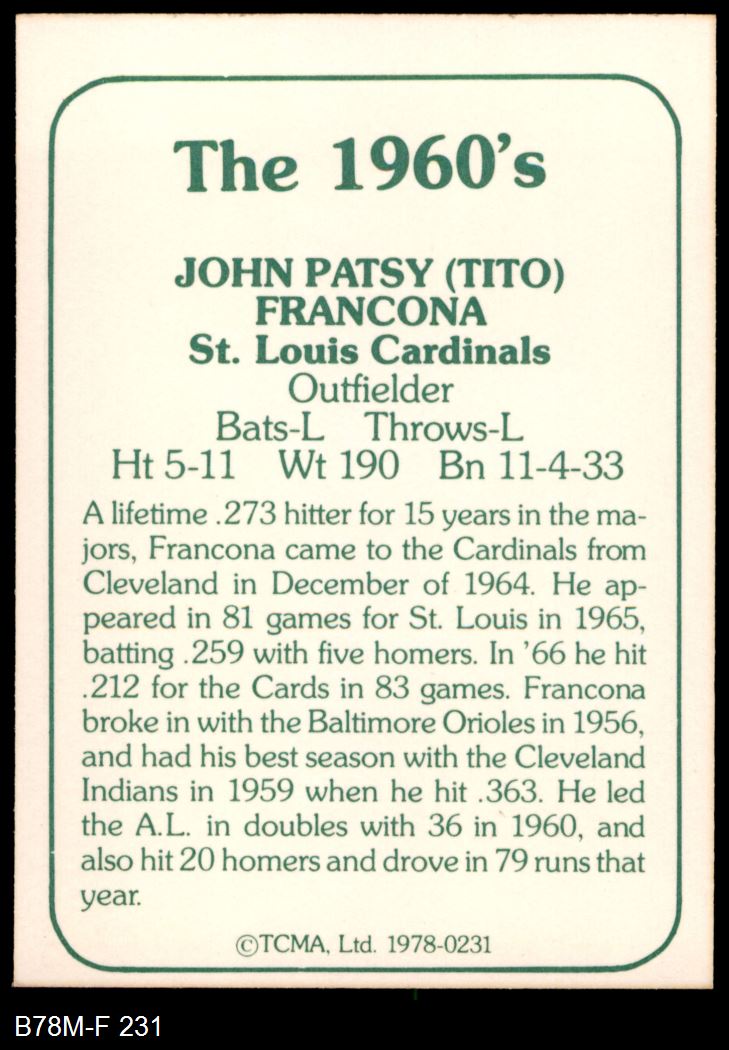 The 1960's
JOHN PATSY (TITO)
FRANCONA
St. Louis Cardinals
Outfielder
Bats-L Throws-L
Ht 5-11 Wt 190 Bn 11-4-33
A lifetime .273 hitter for 15 years in the ma-
jors, Francona came to the Cardinals from
Cleveland in December of 1964. He ap-
peared in 81 games for St. Louis in 1965,
batting .259 with five homers. In '66 he hit
.212 for the Cards in 83 games. Francona
broke in with the Baltimore Orioles in 1956,
and had his best season with the Cleveland
Indians in 1959 when he hit .363. He led
the A.L. in doubles with 36 in 1960, and
also hit 20 homers and drove in 79 runs that
year.
©TCMA, Ltd. 1978-0231
B78M-F 231